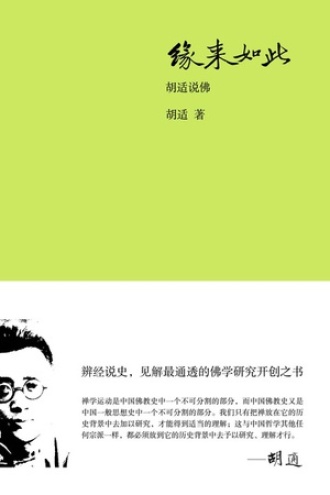 缘来如此
胡适说佛
胡适 著
辨经说史，见解最通透的佛学研究开创之书
禅学运动是中国佛教史中一个不可分割的部分，而中国佛教史又是
中国一般思想史中一个不可分割的部分。我们只有把禅放在它的历
史背景中去加以研究，才能得到适当的理解；这与中国哲学其他任
何宗派一样，都必须放到它的历史背景中去予以研究、理解才行。
——胡适